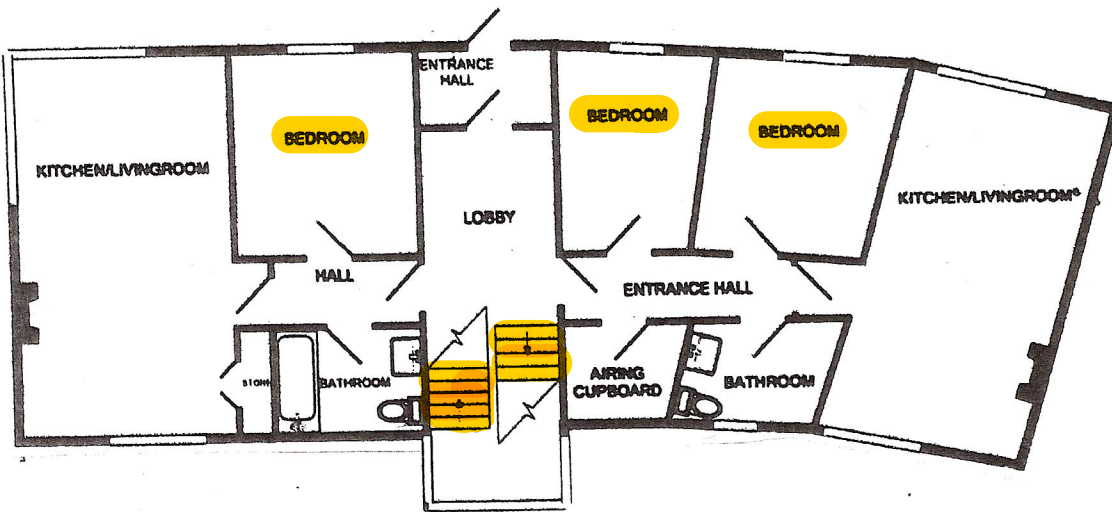 ENTRANCE
HALL
BEDROOM
BEDROOM
BEDROOM
KITCHEN/LIVINGROOM
KITCHEN/LIVINGROOM
LOBBY
HALL
ENTRANCE HALL
BATHROOM
AIRING
CUPBOARD
BATHROOM